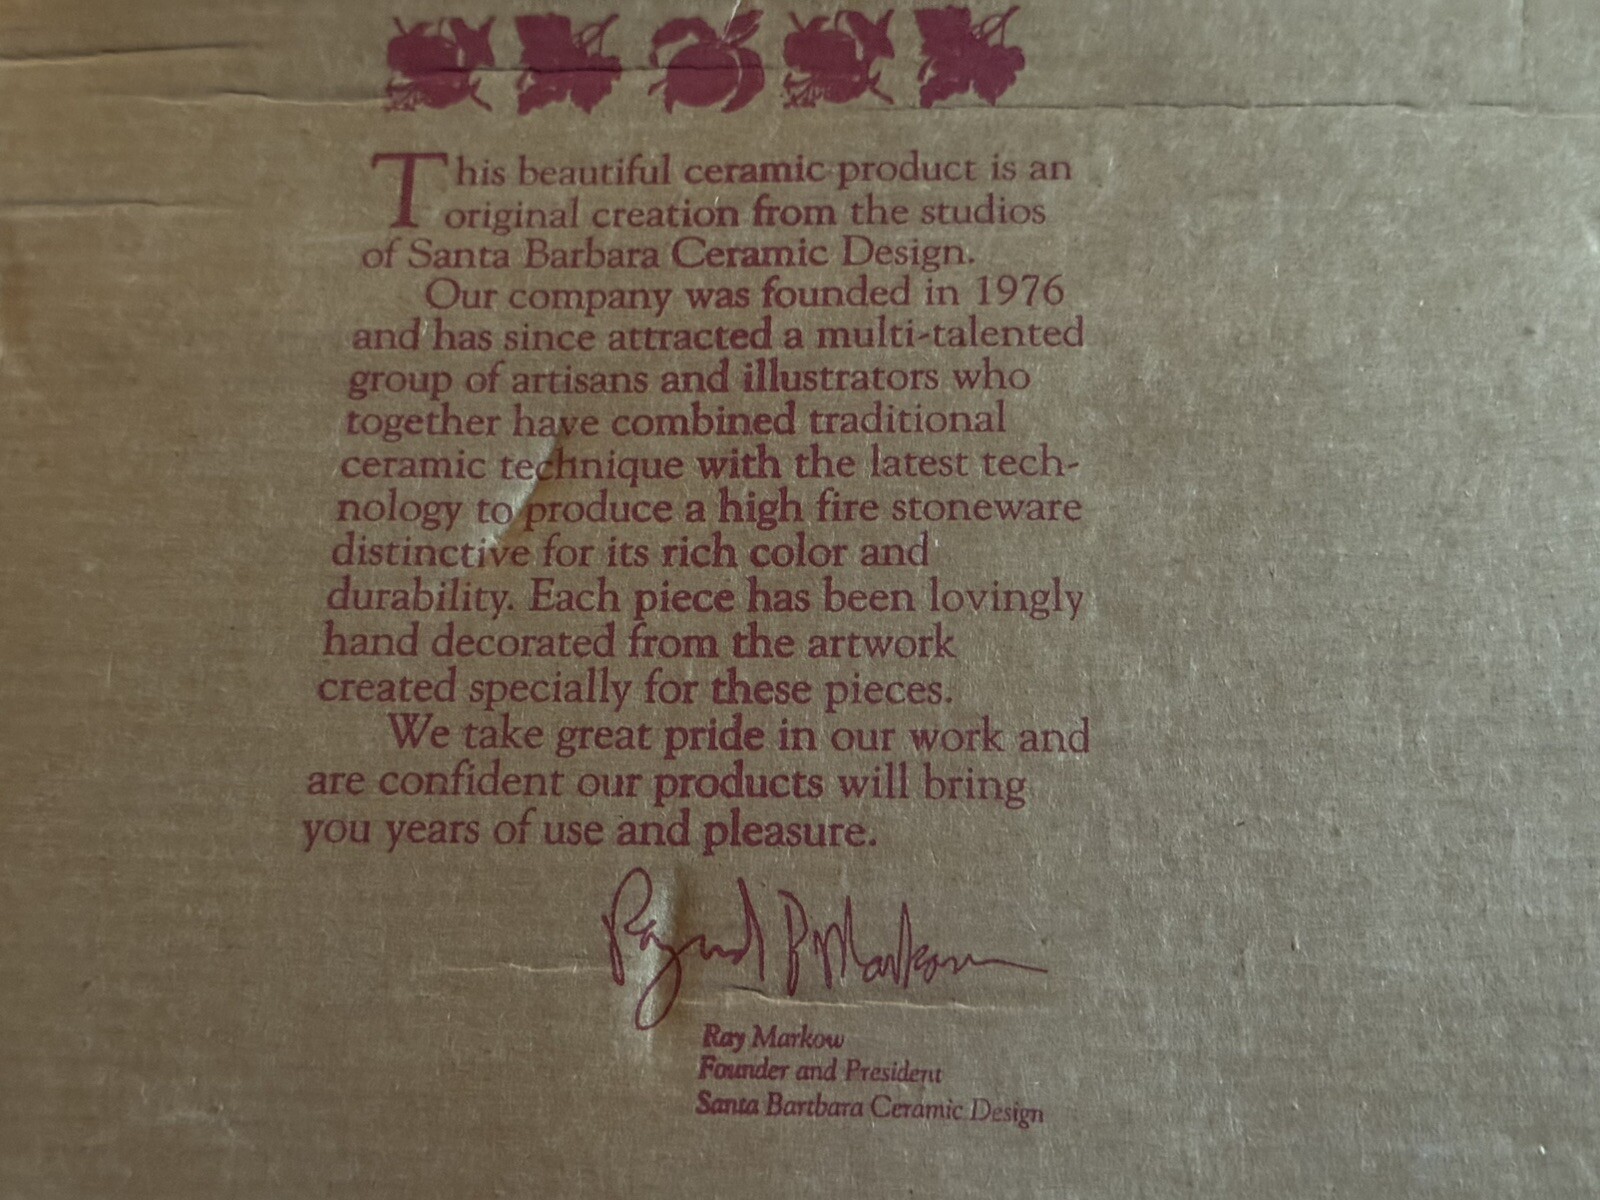 This beautiful ceramic product is an
original creation from the studios
of Santa Barbara Ceramic Design.
Our company was founded in 1976
and has since attracted a multi-talented
group of artisans and illustrators who
together have combined traditional
ceramic technique with the latest tech-
nology to produce a high fire stoneware
distinctive for its rich color and
durability. Each piece has been lovingly
hand decorated from the artwork
created specially for these pieces.
We take great pride in our work and
are confident our products will bring
you years of use and pleasure.
Raymond P Markow
Ray Markow
Founder and President
Santa Bartbara Ceramic Design